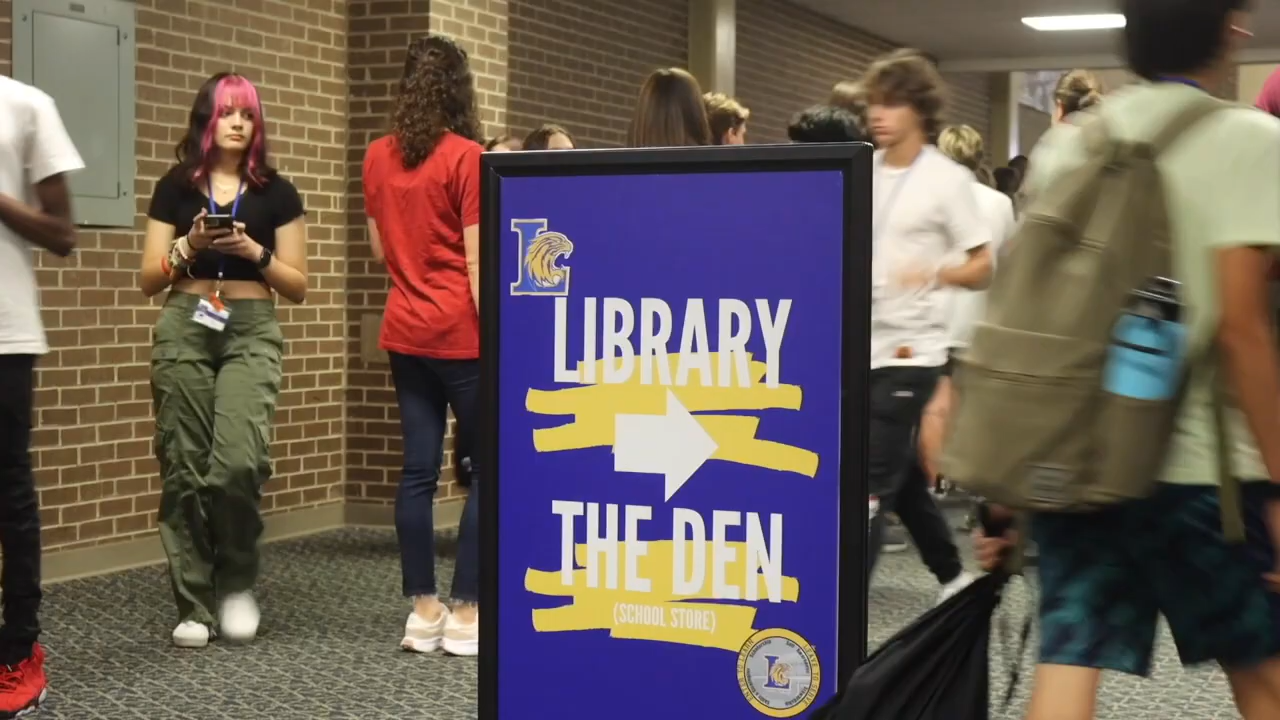 L
LIBRARY
THE DEN
(SCHOOL STORE)
L